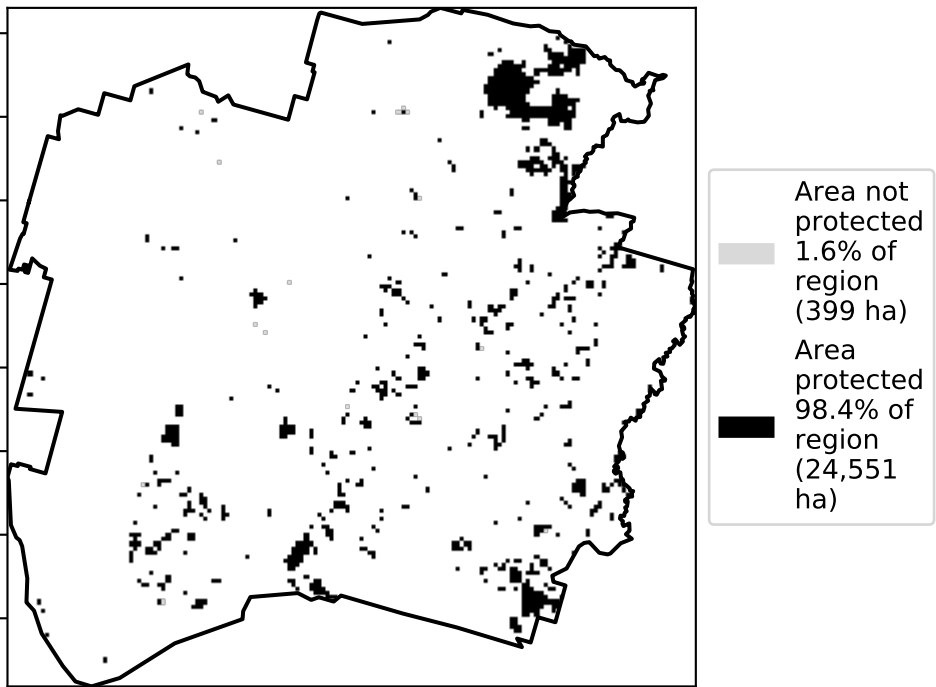 Area not
protected
1.6% of
region
(399 ha)
Area
protected
98.4% of
region
(24,551
ha)